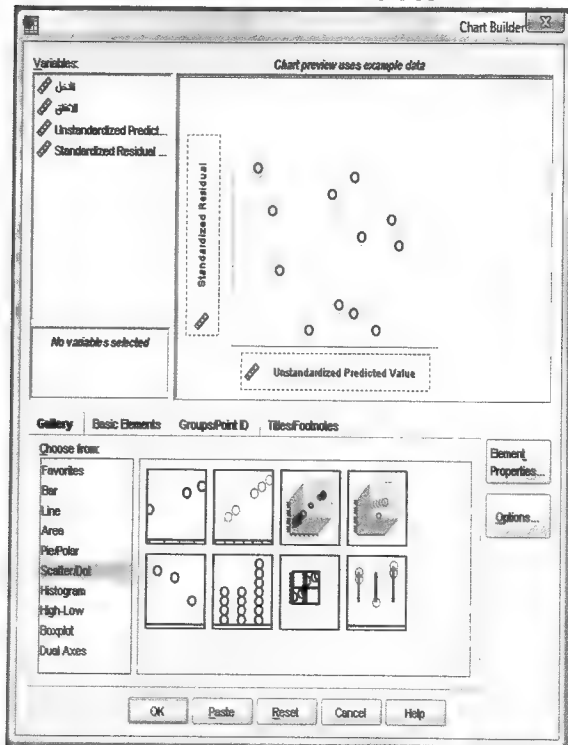 Chart Builder
Variables:
Chart preview uses example data
الدخل
الانفاق
Unstandardized Predict...
Standardized Residual ...
Standardized Residual
No variables selected
Unstandardized Predicted Value
Gallery
Basic Elements
Groups/Point ID
Titles/Footnotes
Choose from:
Favorites
Bar
Line
Area
Pie/Polar
Scatter/Dot
Histogram
High-Low
Boxplot
Dual Axes
Element
Properties...
Options...
OK
Paste
Reset
Cancel
Help